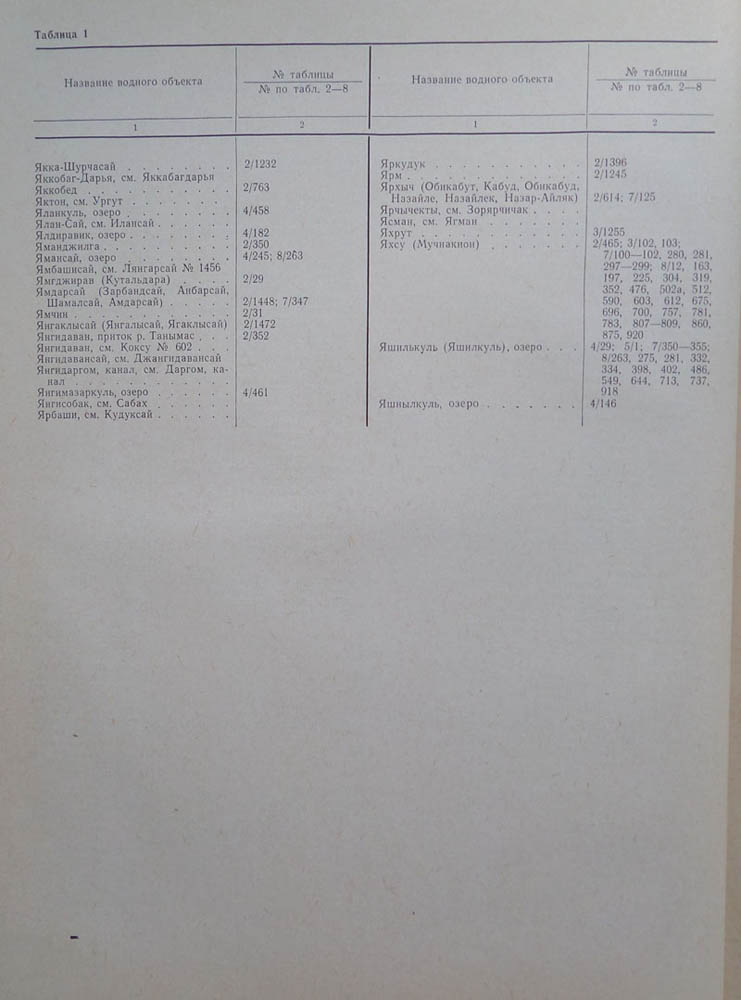 Таблица 1
Название водного объекта
№ таблицы
№ по табл. 2—8
Название водного объекта
№ таблицы
№ по табл. 2—8
1
2
1
2
Якка-Шурчасай . . . . . . . . 2/1232
Яккобаг-Дарья, см. Яккабагдарья
Яккобед . . . . . . . . . . . 2/763
Яктон, см. Ургут . . . . . . .
Яланкуль, озеро . . . . . . . . 4/458
Ялан-Сай, см. Илансай . . . . . .
Ялдиравик, озеро . . . . . . . . 4/182
Яманджилга . . . . . . . . . . 2/350
Ямансай, озеро . . . . . . . . 4/245; 8/263
Ямбашисай, см. Лянгарсай № 1456
Ямгджирав (Кутальдара) . . . . 2/29
Ямдарсай (Зарбандсай, Анбарсай,
Шамалсай, Амдарсай) . . . . . 2/1448; 7/347
Ямчин . . . . . . . . . . . . 2/31
Янгаклысай (Янгалысай, Ягаклысай) 2/1472
Янгидаван, приток р. Танымас . . . 2/352
Янгидаван, см. Коксу № 602 . . .
Янгидавансай, см. Джангидавансай
Янгидаргом, канал, см. Даргом, ка-
нал . . . . . . . . . . . .
Янгимазаркуль, озеро . . . . . . 4/461
Янгисобак, см. Сабах . . . . . .
Ярбаши, см. Кудуксай . . . . . .
Яркудук . . . . . . . . . . . . 2/1396
Ярм . . . . . . . . . . . . . . 2/1245
Ярхыч (Обикабут, Кабуд, Обикабуд,
Назайле, Назайлек, Назар-Айляк) 2/614; 7/125
Ярчычекты, см. Зорярчичак . . . .
Ясман, см. Ягман . . . . . . .
Яхрут . . . . . . . . . . . . . 3/1255
Яхсу (Мучнакион) . . . . . . . 2/465; 3/102, 103;
7/100—102, 280, 281,
297—299; 8/12, 163,
197, 225, 304, 319,
352, 476, 502а, 512,
590, 603, 612, 675,
696, 700, 757, 781,
783, 807—809, 860,
875, 920
Яшилькуль (Яшилкуль), озеро . . . 4/29; 5/1; 7/350—355;
8/263, 275, 281, 332,
334, 398, 402, 486,
549, 644, 713, 737,
918
Яшнылкуль, озеро . . . . . . . 4/146